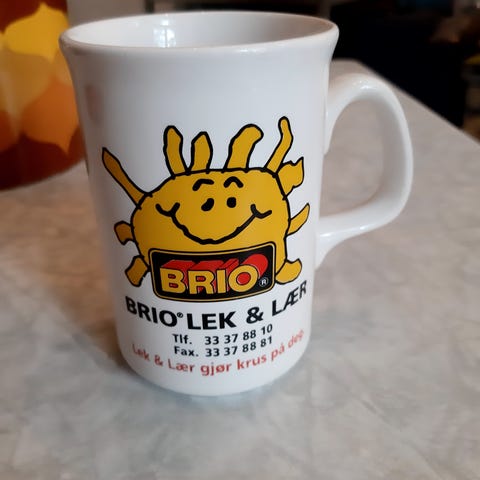 BRIO®
BRIO® LEK & LÆR
Tlf. 33 37 88 10
Fax. 33 37 88 81
Lek & Lær gjør krus på deg